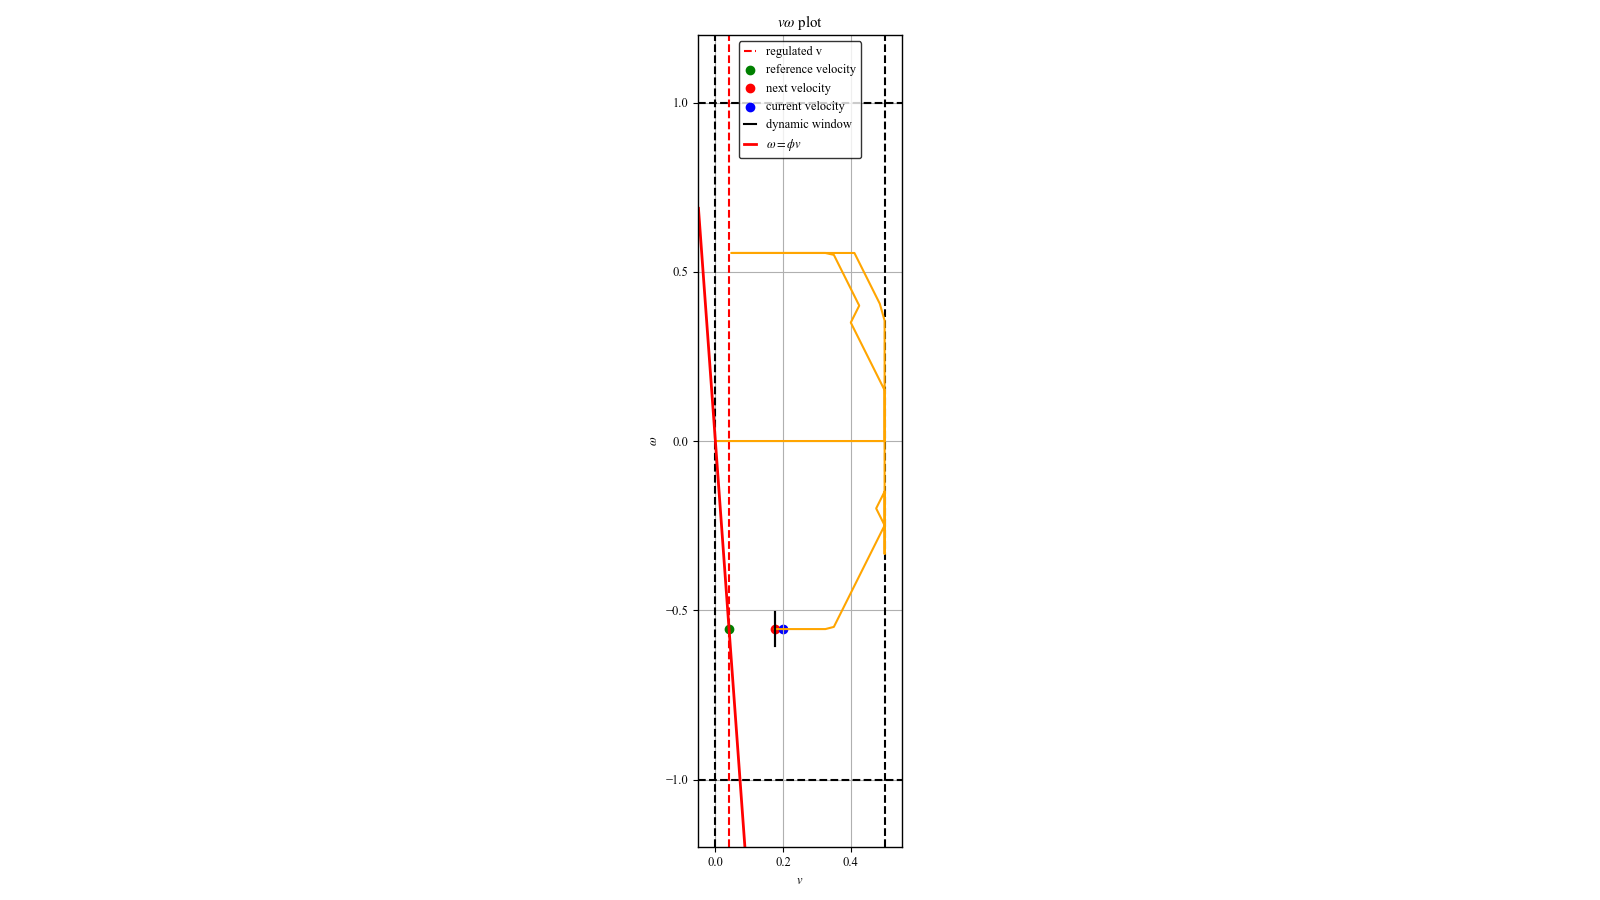 vω plot
regulated v
reference velocity
next velocity
current velocity
dynamic window
ω = ϕv
1.0
0.5
0.0
−0.5
−1.0
ω
0.0 0.2 0.4
v